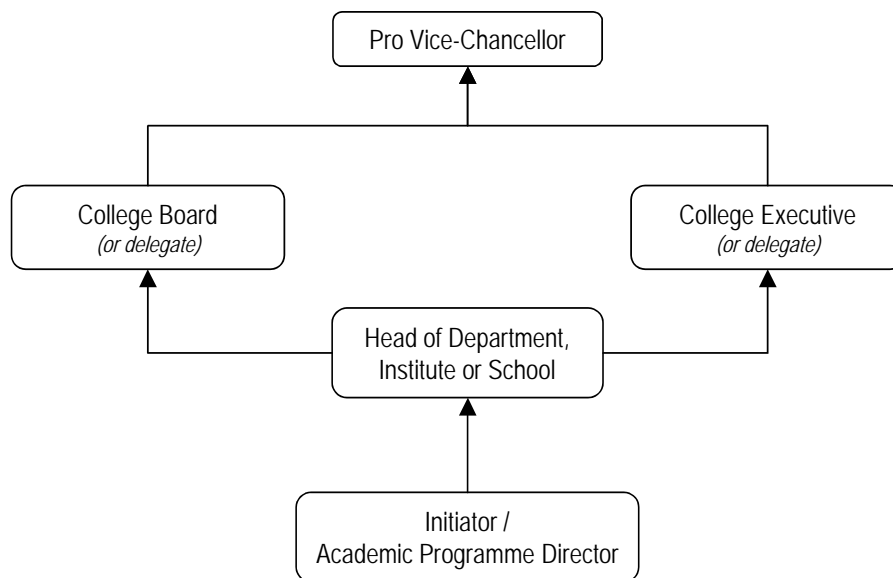 Pro Vice-Chancellor
College Board
(or delegate)
College Executive
(or delegate)
Head of Department,
Institute or School
Initiator /
Academic Programme Director